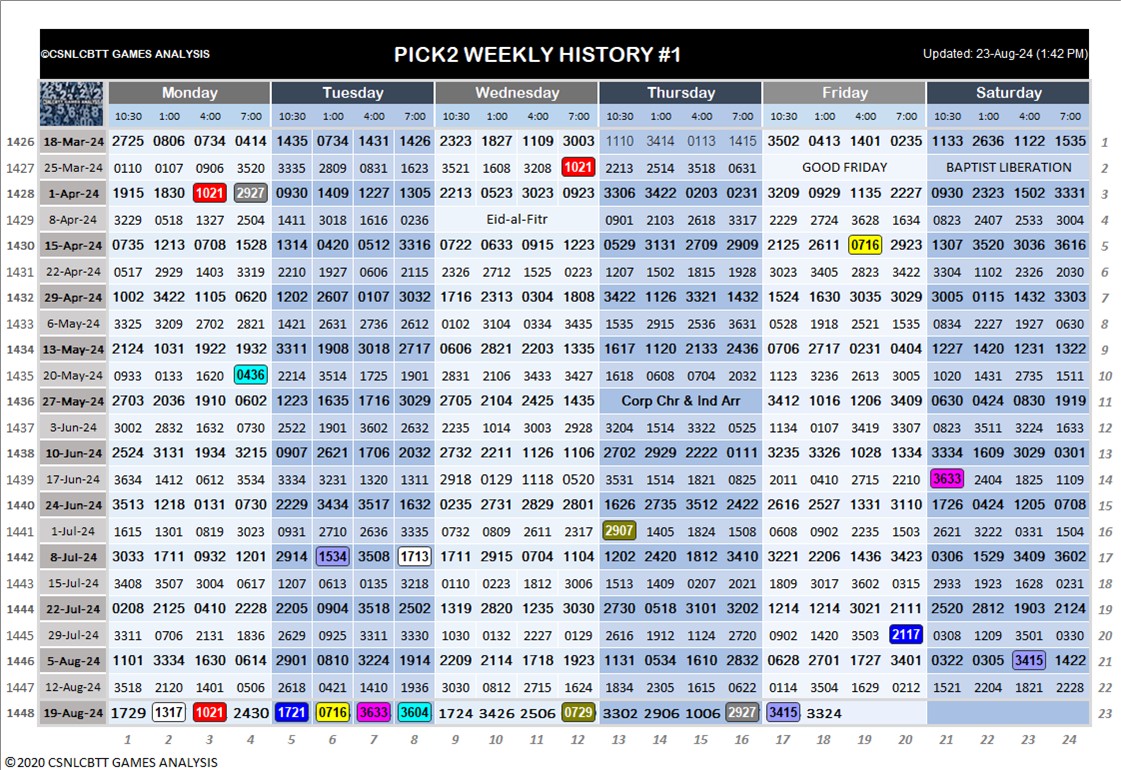 ©CSNLCBTT GAMES ANALYSIS PICK2 WEEKLY HISTORY #1 Updated: 23-Aug-24 (1:42 PM)
Monday Tuesday Wednesday Thursday Friday Saturday
10:30 1:00 4:00 7:00 10:30 1:00 4:00 7:00 10:30 1:00 4:00 7:00 10:30 1:00 4:00 7:00 10:30 1:00 4:00 7:00 10:30 1:00 4:00 7:00
1426 18-Mar-24 2725 0806 0734 0414 1435 0734 1431 1426 2323 1827 1109 3003 1110 3414 0113 1415 3502 0413 1401 0235 1133 2636 1122 1535 1
1427 25-Mar-24 0110 0107 0906 3520 3335 2809 0831 1623 3521 1608 3208 1021 2213 2514 3518 0631 GOOD FRIDAY BAPTIST LIBERATION 2
1428 1-Apr-24 1915 1830 1021 2927 0930 1409 1227 1305 2213 0523 3023 0923 3306 3422 0203 0231 3209 0929 1135 2271 0930 2323 1502 3331 3
1429 8-Apr-24 3229 0518 1327 2504 1411 3018 1616 0236 Eid-al-Fitr 0901 2103 2618 3317 2229 2724 3628 1634 0823 2407 2533 3004 4
1430 15-Apr-24 0735 1213 0708 1528 1314 0420 0512 3316 0722 0633 0915 1223 0529 3131 2709 2909 2125 2611 0716 2923 1307 3520 3036 3616 5
1431 22-Apr-24 0517 2929 1403 3319 2210 1927 0606 2115 2326 2712 1525 0223 1207 1502 1815 1928 3023 3405 2823 3422 3304 1102 2326 2030 6
1432 29-Apr-24 1002 3422 1105 0620 1202 2607 0107 3032 1716 2313 0304 1808 3422 1126 3321 1432 1524 1630 3035 3029 3005 0115 1432 3303 7
1433 6-May-24 3325 3209 2702 2821 1421 2631 2736 2612 0102 3104 0334 3435 1535 2915 2536 3631 0528 1918 2521 1535 0834 2227 1927 0630 8
1434 13-May-24 2124 1031 1922 1932 3311 1908 3018 2717 0606 2821 2203 1335 1617 1120 2133 2436 0706 2717 0231 0404 1227 1420 1231 1322 9
1435 20-May-24 0933 0133 1620 0436 2214 3514 1725 1901 2831 2106 3433 3427 1618 0608 0704 2032 1123 3236 2613 3005 1020 1431 2735 1511 10
1436 27-May-24 2703 2036 1910 0602 1223 1635 1716 3029 2705 2104 2425 1435 Corp Chr & Ind Arr 3412 1016 1206 3409 0630 0424 0830 1919 11
1437 3-Jun-24 3002 2832 1632 0730 2522 1901 3602 2632 2235 1014 3003 2928 3204 1514 3322 0525 1134 0107 3419 3307 0823 3511 3224 1633 12
1438 10-Jun-24 2524 3131 1934 3215 0907 2621 1706 2032 2732 2211 1126 1106 2702 2929 2222 0111 3235 3326 1028 1334 3334 1609 3029 0301 13
1439 17-Jun-24 3634 1412 0612 3534 3334 3231 1320 1311 2918 0129 1118 0520 3531 1514 1821 0825 2011 0410 2715 2210 3633 2404 1825 1109 14
1440 24-Jun-24 3513 1218 0131 0730 2229 3434 3517 1632 0235 2731 2829 2801 1626 2735 3512 2422 2616 2527 1331 3110 1726 0424 1205 0708 15
1441 1-Jul-24 1615 1301 0819 3023 0931 2710 2636 3335 0732 0809 2611 2317 2907 1405 1824 1508 0608 0902 2235 1503 2621 3222 0331 1504 16
1442 8-Jul-24 3033 1711 0932 1201 2914 1534 3508 1713 1711 2915 0704 1104 1202 2420 1812 3410 3221 2206 1436 3423 0306 1529 3409 3602 17
1443 15-Jul-24 3408 3507 3004 0617 1207 0613 0135 3218 0110 0223 1812 3006 1513 1409 0207 2021 1809 3017 3602 0315 2933 1923 1628 0231 18
1444 22-Jul-24 0208 2125 0410 2228 2205 0904 3518 2502 1319 2820 1235 3030 2730 0518 3101 3202 1214 1214 3021 2111 2520 2812 1903 2124 19
1445 29-Jul-24 3311 0706 2131 1836 2629 0925 3311 3330 1030 0132 2227 0129 2616 1912 1124 2720 0902 1420 3503 2117 0308 1209 3501 0330 20
1446 5-Aug-24 1101 3334 1630 0614 2901 0810 3224 1914 2209 2114 1718 1923 1131 0534 1610 2832 0628 2701 1727 3401 0322 0305 3415 1422 21
1447 12-Aug-24 3518 2120 1401 0506 2618 0421 1410 1936 3030 0812 2715 1624 1834 2305 1615 0622 0114 3504 1629 0212 1521 2204 1821 2228 22
1448 19-Aug-24 1729 1317 1021 2430 1721 0716 3633 3604 1724 3426 2506 0729 3302 2906 1006 2927 3415 3324 23
1 2 3 4 5 6 7 8 9 10 11 12 13 14 15 16 17 18 19 20 21 22 23 24
©2020 CSNLCBTT GAMES ANALYSIS